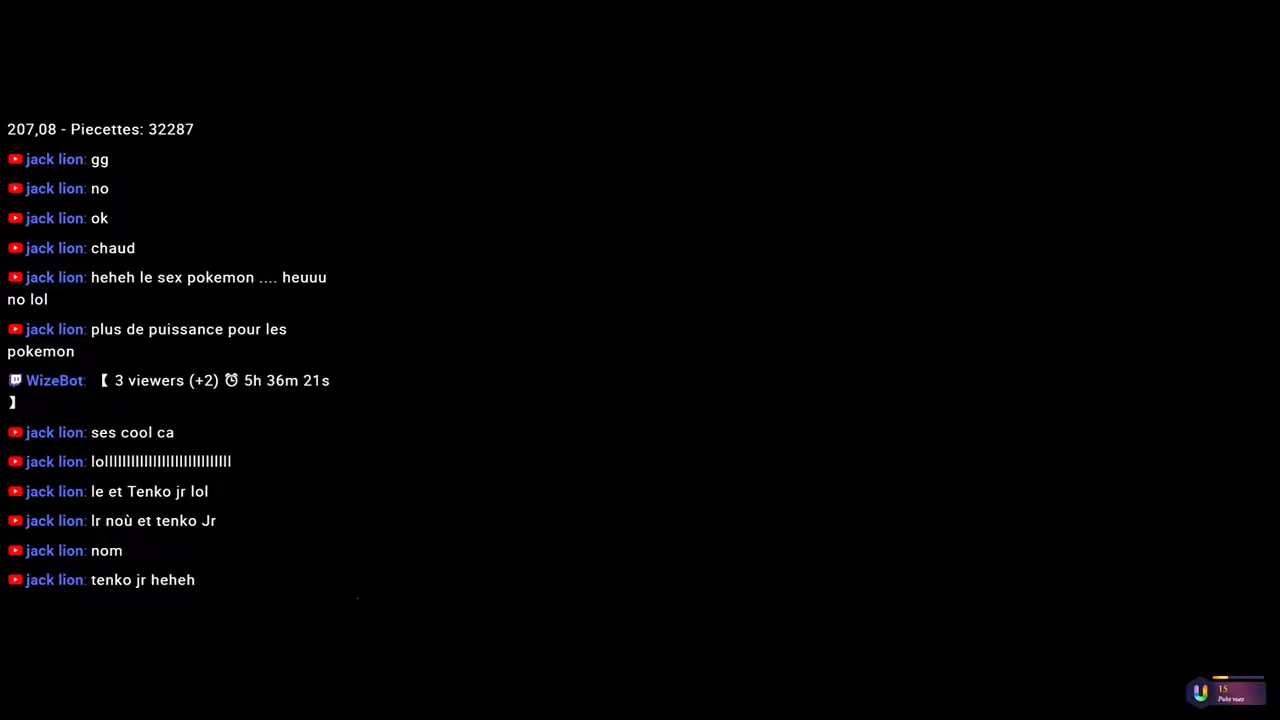 207,08 - Piecettes: 32287
jack lion: gg
jack lion: no
jack lion: ok
jack lion: chaud
jack lion: heheh le sex pokemon .... heuuu
no lol
jack lion: plus de puissance pour les
pokemon
WizeBot: 【 3 viewers (+2) ⏰ 5h 36m 21s
】
jack lion: ses cool ca
jack lion: lolllllllllllllllllllllllllllll
jack lion: le et Tenko jr lol
jack lion: lr noù et tenko Jr
jack lion: nom
jack lion: tenko jr heheh
15
Pubs vues